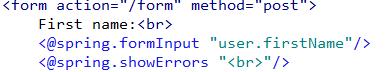 <form action="/form" method="post">
First name:<br>
<@spring.formInput "user.firstName"/>
<@spring.showErrors "<br>"/>